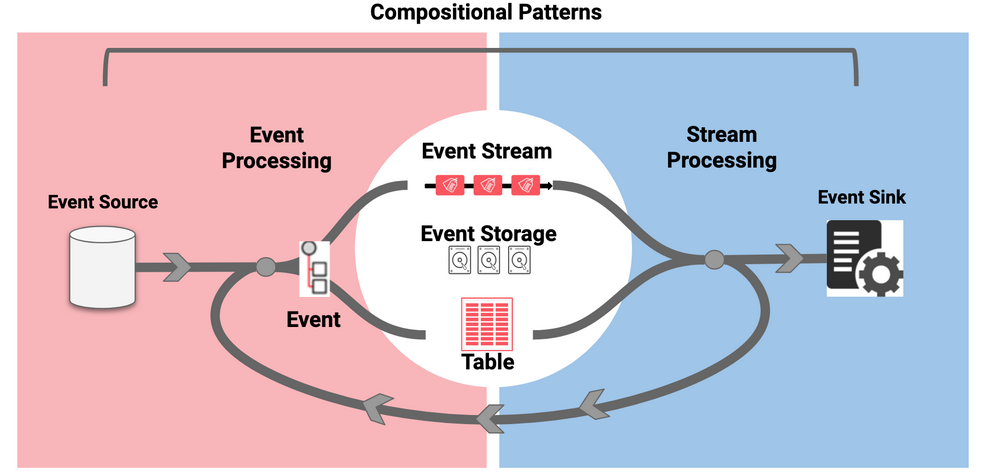 Compositional Patterns
Event
Processing
Stream
Processing
Event Stream
Event Source
Event Sink
Event Storage
Event
Table